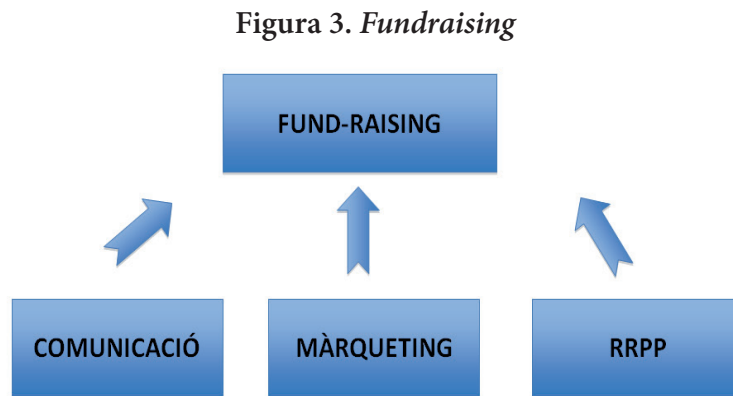 Figura 3. Fundraising
FUND-RAISING
COMUNICACIÓ
MÀRQUETING
RRPP